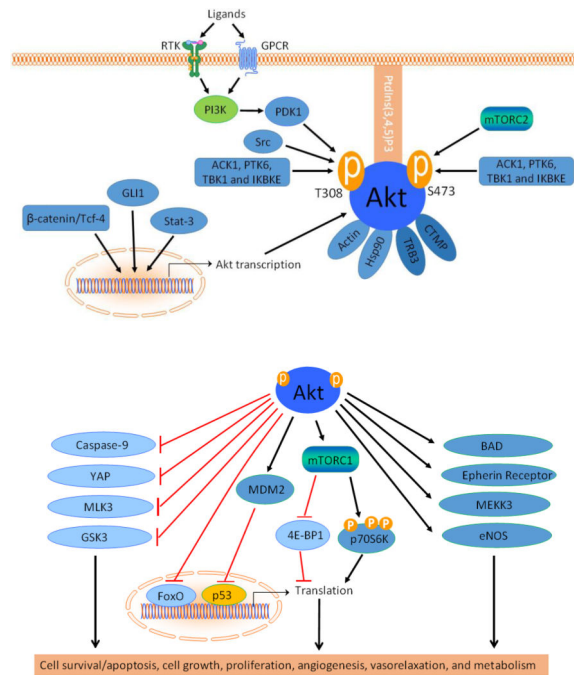 Ligands
RTK
GPCR
PI3K
PDK1
Src
ACK1, PTK6,
TBK1 and IKBKE
PtdIns(3,4,5)P3
mTORC2
ACK1, PTK6,
TBK1 and IKBKE
p
p
T308
Akt
S473
GLI1
β-catenin/Tcf-4
Stat-3
Akt transcription
Actin
Hsp90
TRB3
CTMP
p
Akt
p
Caspase-9
YAP
MLK3
GSK3
MDM2
mTORC1
4E-BP1
P
P
P
p70S6K
BAD
Epherin Receptor
MEKK3
eNOS
FoxO
p53
Translation
Cell survival/apoptosis, cell growth, proliferation, angiogenesis, vasorelaxation, and metabolism